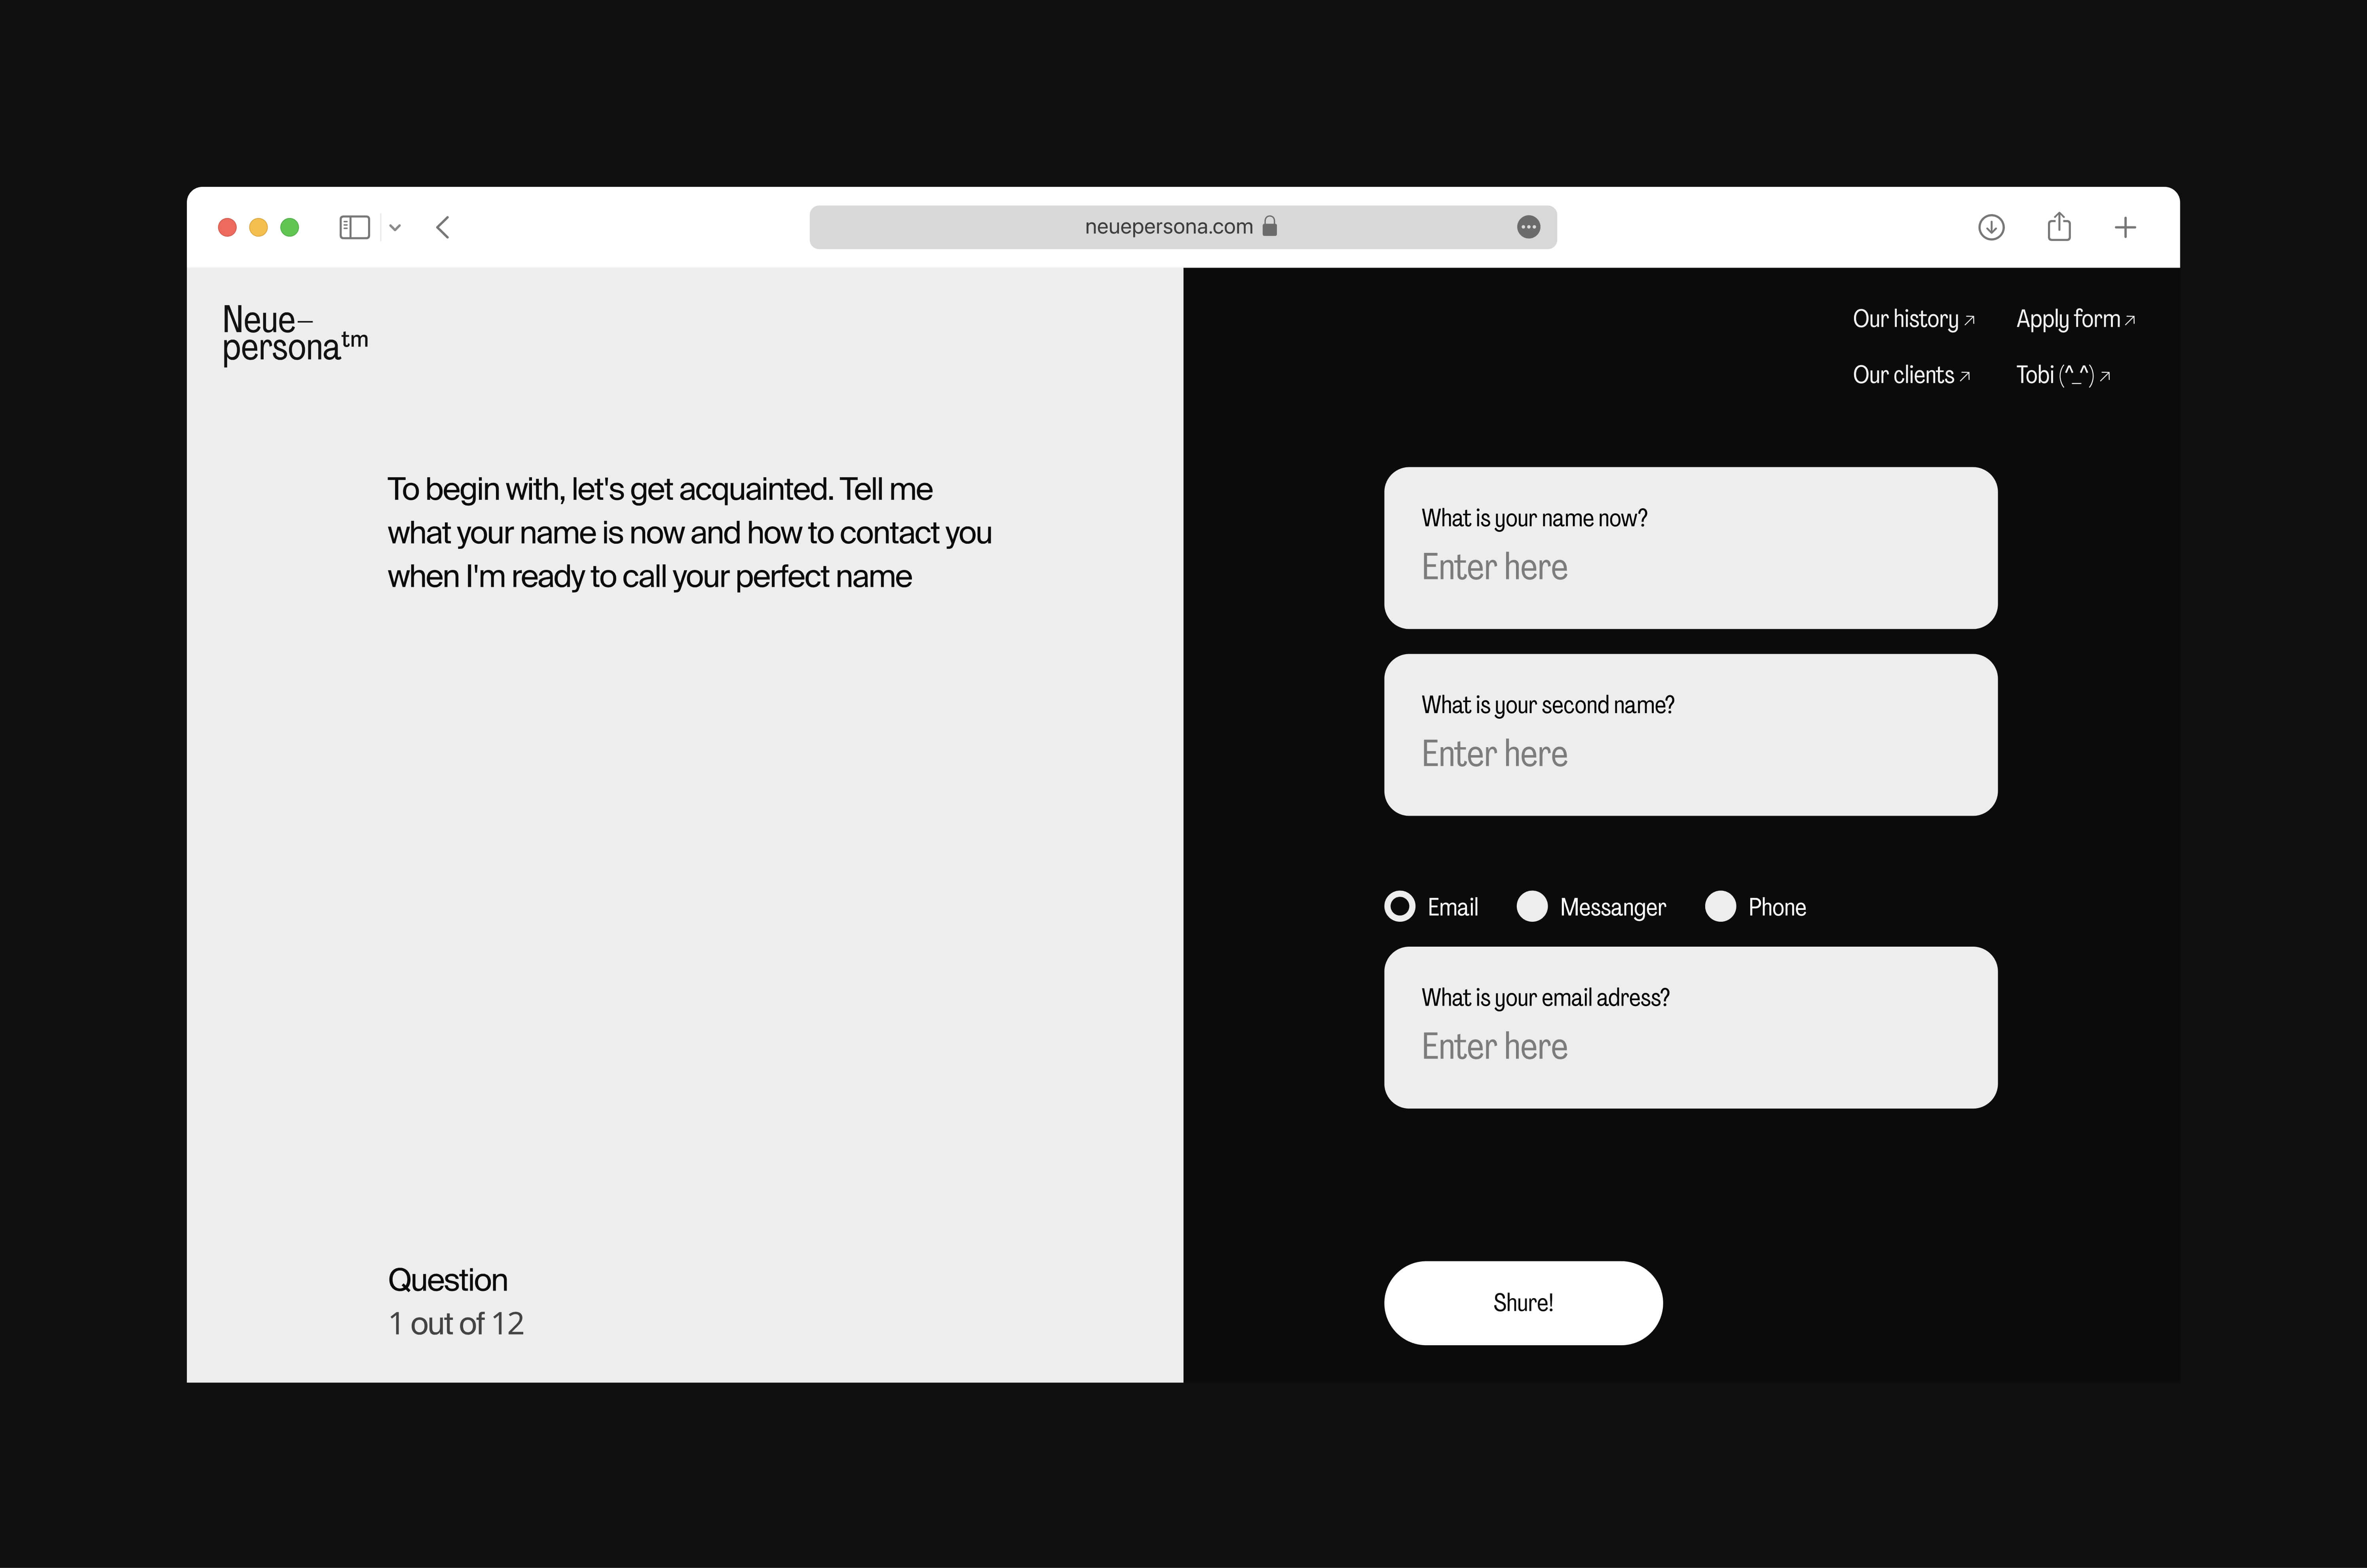 neuepersona.com
Neue–
persona™
Our history ↗ Apply form ↗
Our clients ↗ Tobi (^_^) ↗
To begin with, let's get acquainted. Tell me
what your name is now and how to contact you
when I'm ready to call your perfect name
What is your name now?
Enter here
What is your second name?
Enter here
Email Messanger Phone
What is your email adress?
Enter here
Question
1 out of 12
Shure!